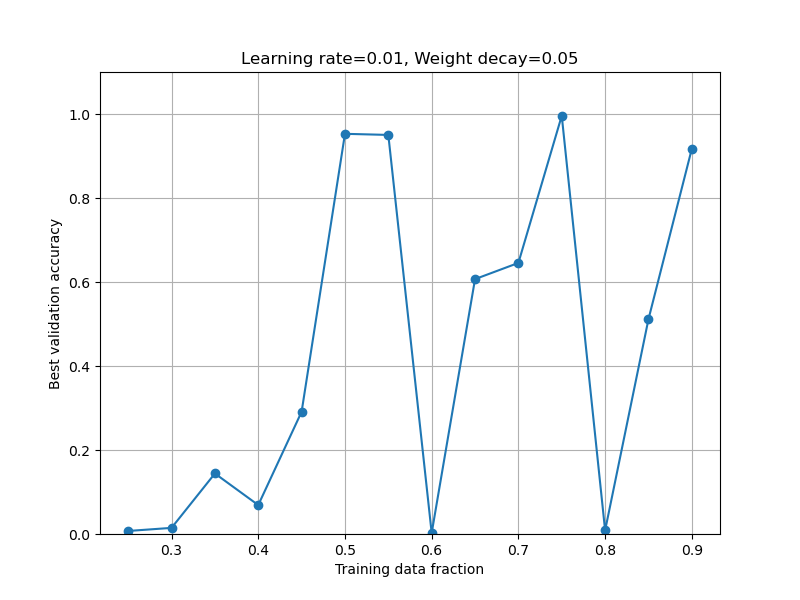 Learning rate=0.01, Weight decay=0.05
Best validation accuracy
1.0
0.8
0.6
0.4
0.2
0.0
0.3 0.4 0.5 0.6 0.7 0.8 0.9
Training data fraction